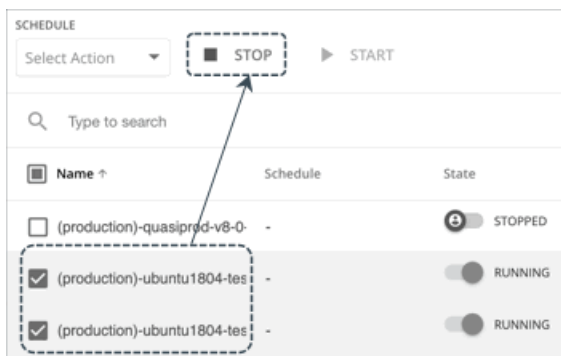 SCHEDULE
Select Action
STOP
START
Type to search
Name ↑ Schedule State
(production)-quasiprod-v8-0- - STOPPED
(production)-ubuntu1804-tes - RUNNING
(production)-ubuntu1804-tes - RUNNING